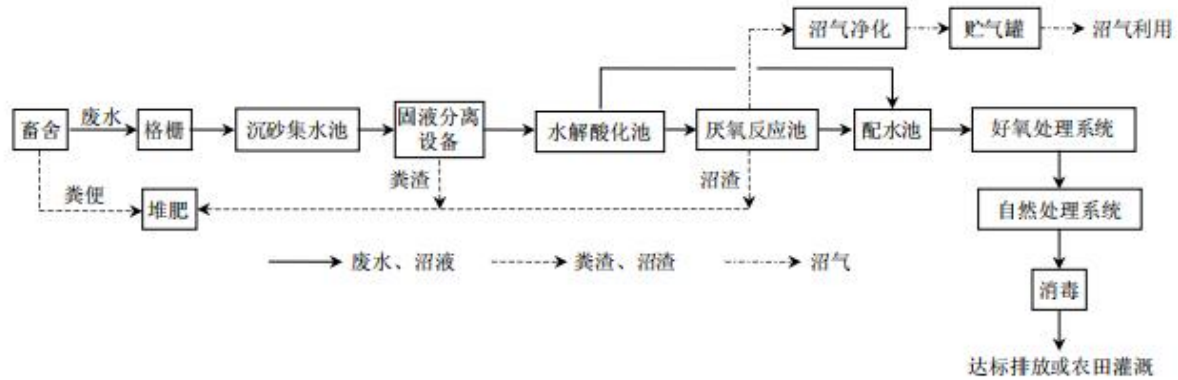 沼气净化
贮气罐
沼气利用
畜舍
废水
格栅
沉砂集水池
固液分离
设备
水解酸化池
厌氧反应池
配水池
好氧处理系统
粪渣
沼渣
粪便
堆肥
自然处理系统
废水、沼液
粪渣、沼渣
沼气
消毒
达标排放或农田灌溉